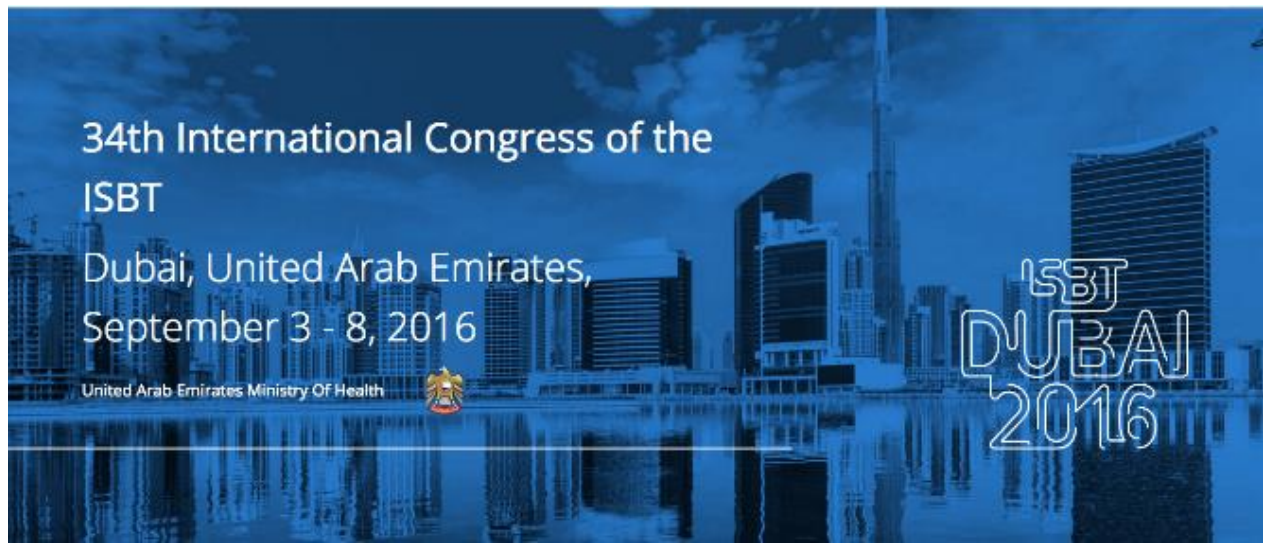 34th International Congress of the
ISBT
Dubai, United Arab Emirates,
September 3 - 8, 2016
United Arab Emirates Ministry Of Health
ISBT
DUBAI
2016